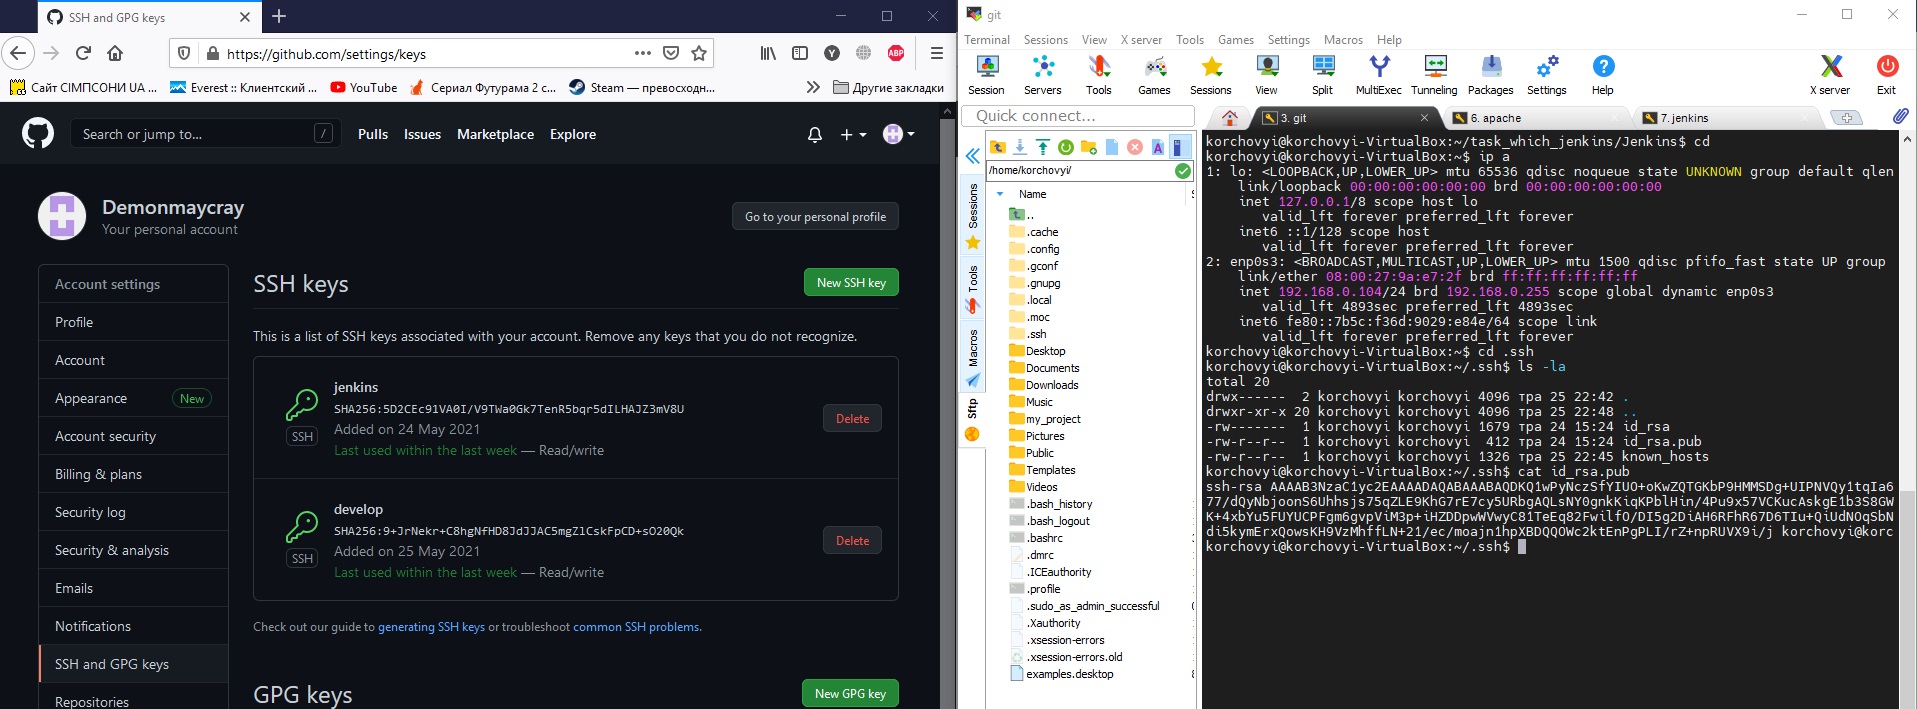 SSH and GPG keys
https://github.com/settings/keys
Сайт СІМПСОНИ UA ...
Everest :: Клиентский ...
YouTube
Сериал Футурама 2 с...
Steam — превосходн...
Другие закладки
Search or jump to...
/
Pulls
Issues
Marketplace
Explore
Demonmaycray
Your personal account
Go to your personal profile
Account settings
Profile
Account
Appearance
New
Account security
Billing & plans
Security log
Security & analysis
Emails
Notifications
SSH and GPG keys
Repositories
SSH keys
New SSH key
This is a list of SSH keys associated with your account. Remove any keys that you do not recognize.
jenkins
SHA256:5D2CEc91VA0I/V9TWa0Gk7TenR5bqr5dILHAJZ3mV8U
Added on 24 May 2021
Last used within the last week — Read/write
SSH
Delete
develop
SHA256:9+JrNekr+C8hgNfHD8JdJJAC5mgZlCskFpCD+sO20Qk
Added on 25 May 2021
Last used within the last week — Read/write
SSH
Delete
Check out our guide to generating SSH keys or troubleshoot common SSH problems.
GPG keys
New GPG key
git
Terminal Sessions View X server Tools Games Settings Macros Help
Session Servers Tools Games Sessions View Split MultiExec Tunneling Packages Settings Help
X server Exit
Quick connect...
3. git
6. apache
7. jenkins
Sessions
Tools
Macros
Sftp
/home/korchovyi/
Name
..
.cache
.config
.gconf
.gnupg
.local
.moc
.ssh
Desktop
Documents
Downloads
Music
my_project
Pictures
Public
Templates
Videos
.bash_history
.bash_logout
.bashrc
.dmrc
.ICEauthority
.profile
.sudo_as_admin_successful
.Xauthority
.xsession-errors
.xsession-errors.old
examples.desktop
korchovyi@korchovyi-VirtualBox:~/task_which_jenkins/Jenkins$ cd
korchovyi@korchovyi-VirtualBox:~$ ip a
1: lo: <LOOPBACK,UP,LOWER_UP> mtu 65536 qdisc noqueue state UNKNOWN group default qlen
link/loopback 00:00:00:00:00:00 brd 00:00:00:00:00:00
inet 127.0.0.1/8 scope host lo
valid_lft forever preferred_lft forever
inet6 ::1/128 scope host
valid_lft forever preferred_lft forever
2: enp0s3: <BROADCAST,MULTICAST,UP,LOWER_UP> mtu 1500 qdisc pfifo_fast state UP group
link/ether 08:00:27:9a:e7:2f brd ff:ff:ff:ff:ff:ff
inet 192.168.0.104/24 brd 192.168.0.255 scope global dynamic enp0s3
valid_lft 4893sec preferred_lft 4893sec
inet6 fe80::7b5c:f36d:9029:e84e/64 scope link
valid_lft forever preferred_lft forever
korchovyi@korchovyi-VirtualBox:~$ cd .ssh
korchovyi@korchovyi-VirtualBox:~/.ssh$ ls -la
total 20
drwx------ 2 korchovyi korchovyi 4096 тра 25 22:42 .
drwxr-xr-x 20 korchovyi korchovyi 4096 тра 25 22:48 ..
-rw------- 1 korchovyi korchovyi 1679 тра 24 15:24 id_rsa
-rw-r--r-- 1 korchovyi korchovyi 412 тра 24 15:24 id_rsa.pub
-rw-r--r-- 1 korchovyi korchovyi 1326 тра 25 22:45 known_hosts
korchovyi@korchovyi-VirtualBox:~/.ssh$ cat id_rsa.pub
ssh-rsa AAAAB3NzaC1yc2EAAAADAQABAAABAQDKQ1wPyNczSfYIUO+oKwZQTGKbP9HMMSDg+UIPNVQy1tqIa6
77/dQyNbjoonS6Uhhsjs75qZLE9KhG7rE7cy5URbgAQLsNY0gnkKiqKPblHin/4Pu9x57VCKucAskgE1b3S8GW
K+4xbYu5FUYUCPFgm6gvpViM3p+iHZDDpwWVwyC81TeEq82FwilfO/DI5g2DiAH6RFhR67D6TIu+QiUdNOqSbN
di5kymErxQowsKH9VzMhffLN+21/ec/moajn1hpXBDQQOWc2ktEnPgPLI/rZ+npRUVX9i/j korchovyi@korc
korchovyi@korchovyi-VirtualBox:~/.ssh$